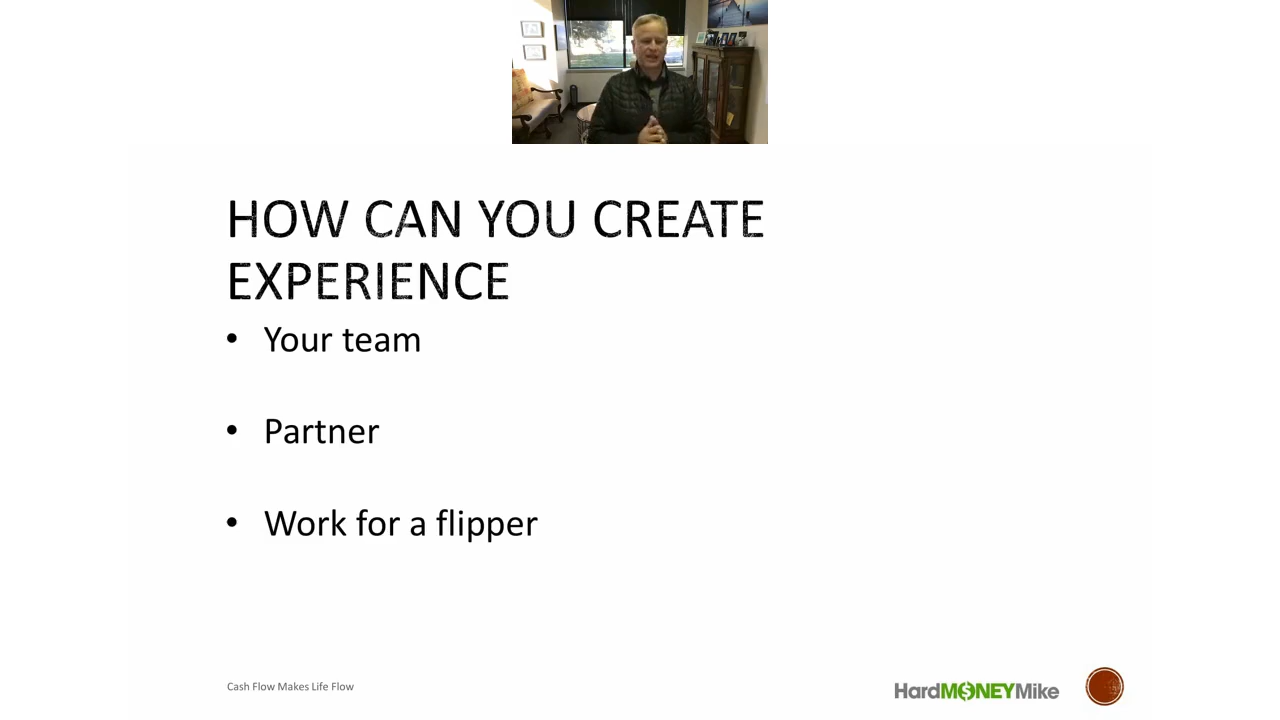 HOW CAN YOU CREATE
EXPERIENCE
• Your team
• Partner
• Work for a flipper
Cash Flow Makes Life Flow
HardMONEYMike